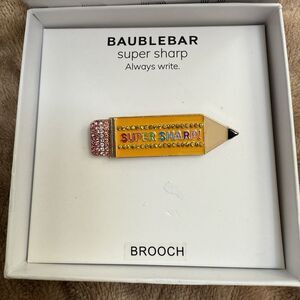 BAUBLEBAR
super sharp
Always write.
SUPER SHARP!
BROOCH